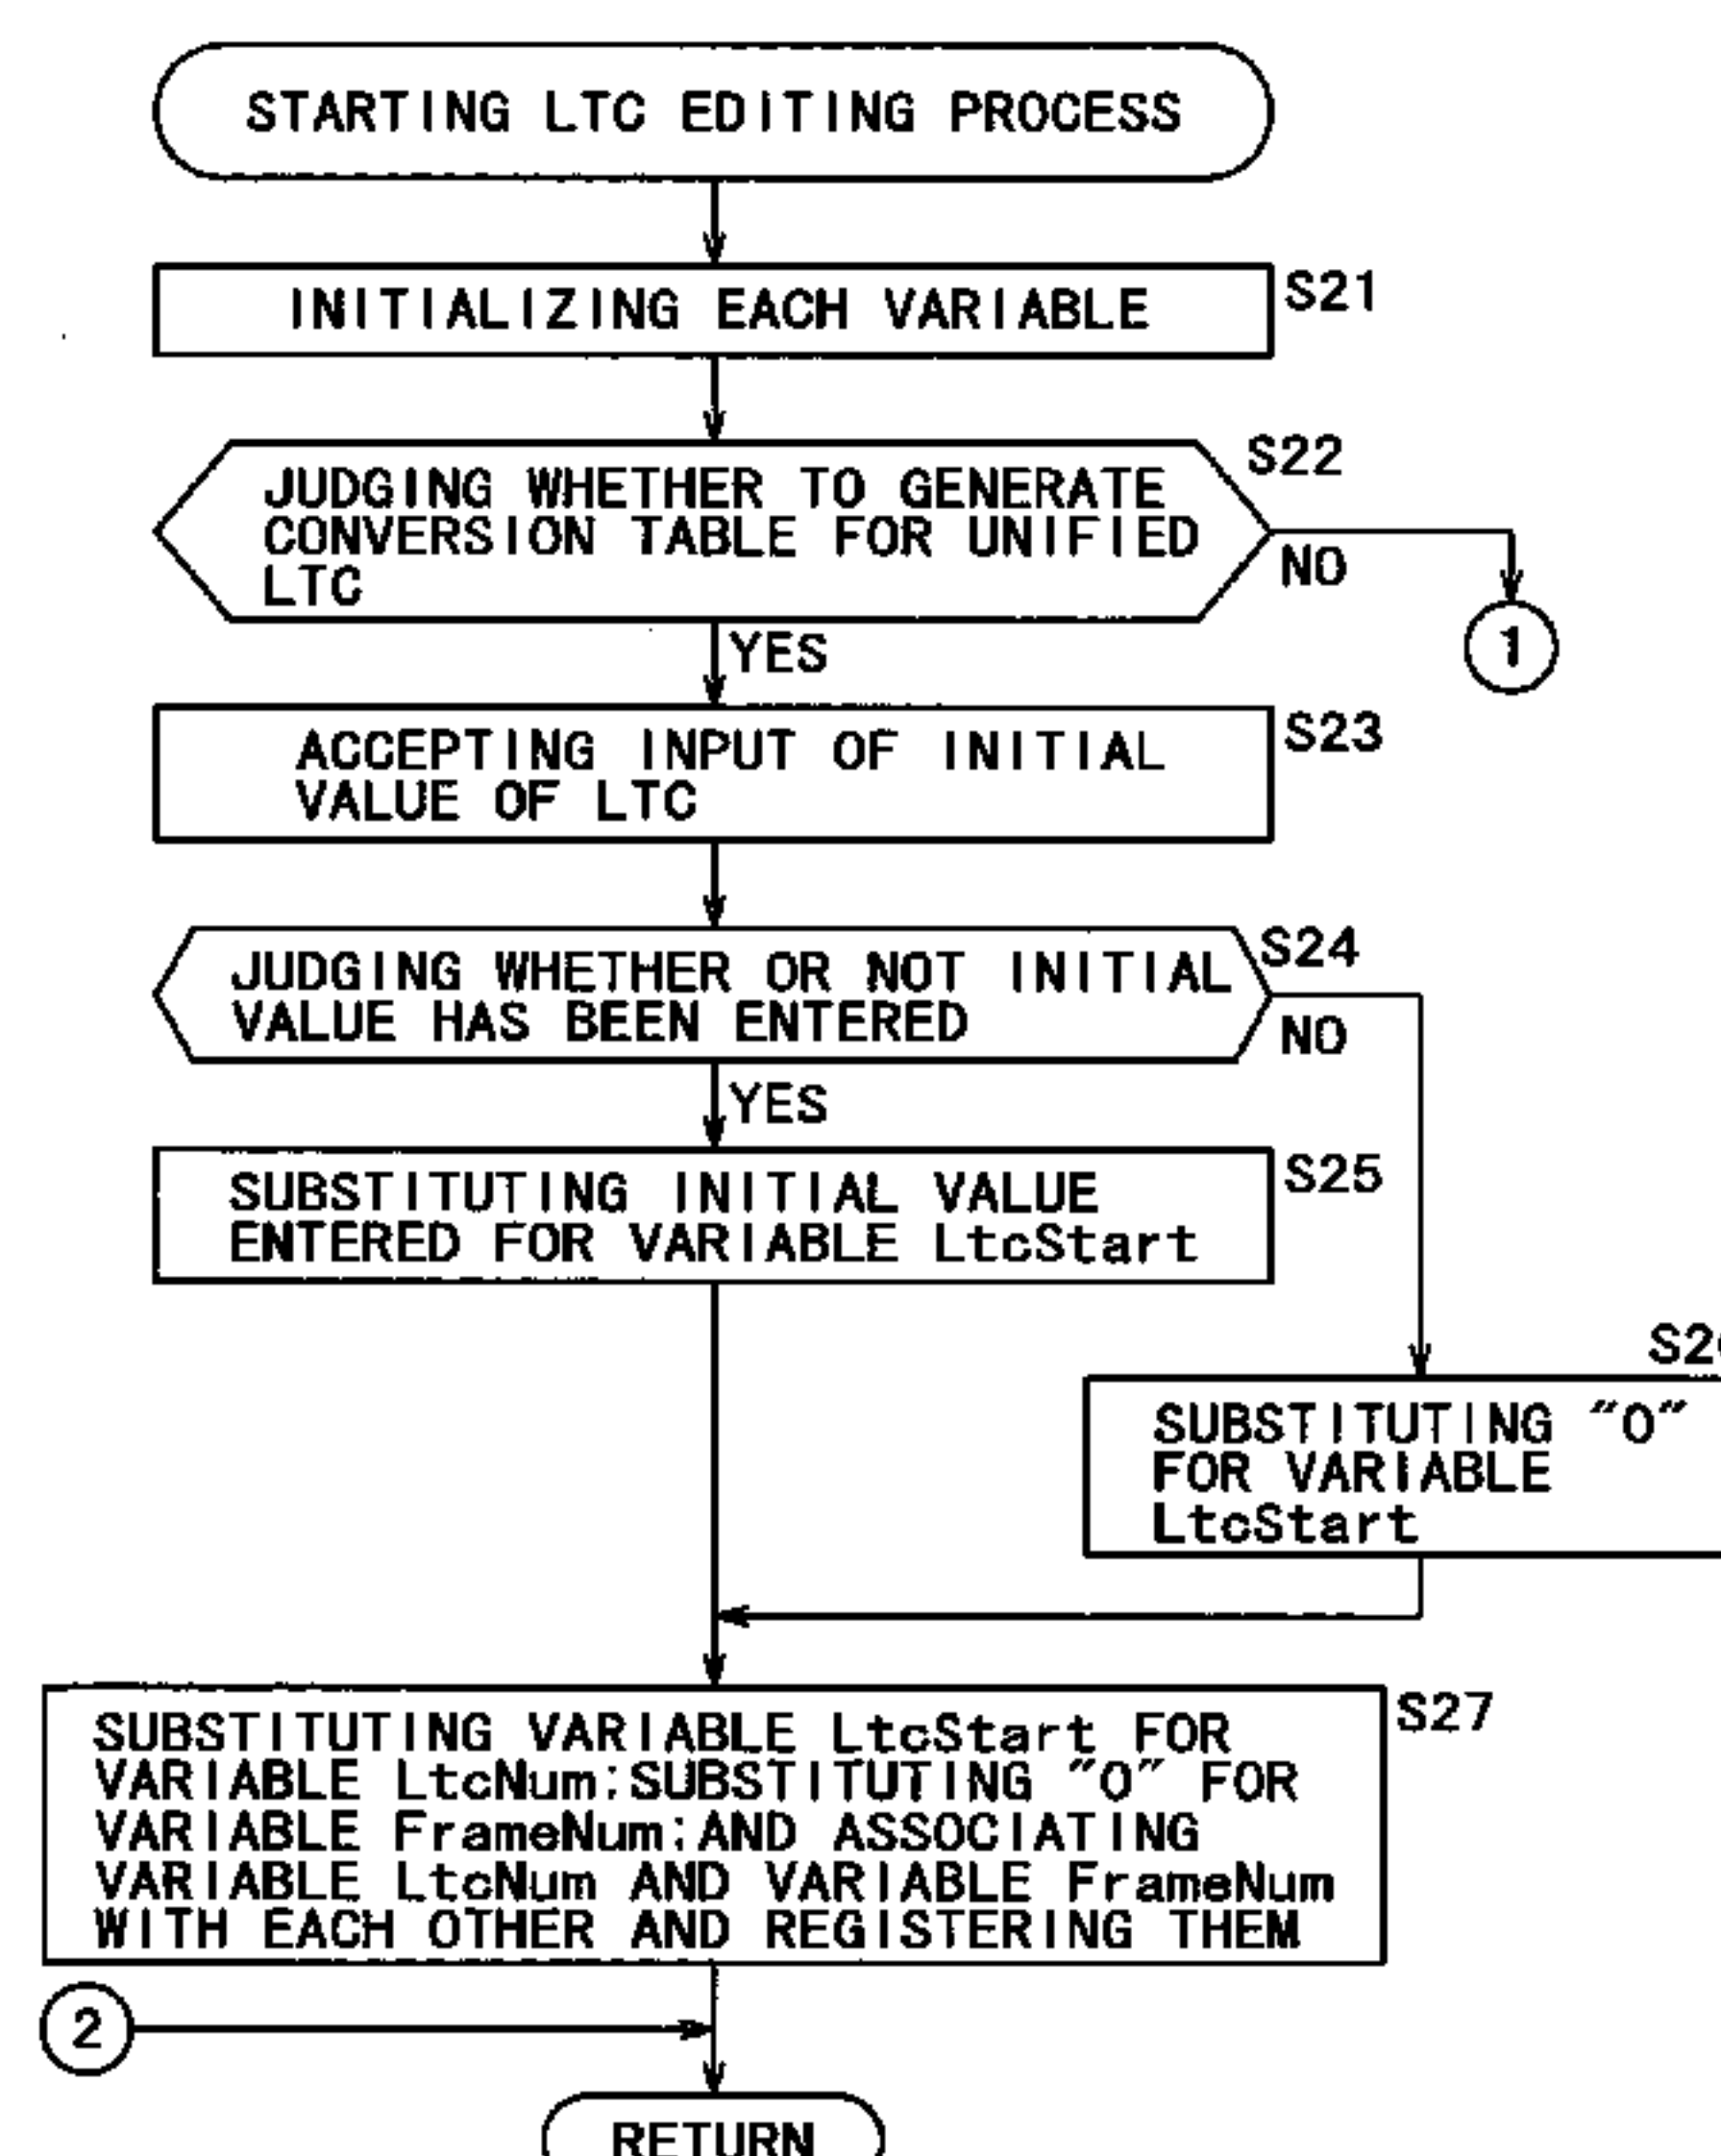 STARTING LTC EDITING PROCESS
INITIALIZING EACH VARIABLE
S21
JUDGING WHETHER TO GENERATE
CONVERSION TABLE FOR UNIFIED
LTC
S22
NO
1
YES
ACCEPTING INPUT OF INITIAL
VALUE OF LTC
S23
JUDGING WHETHER OR NOT INITIAL
VALUE HAS BEEN ENTERED
S24
NO
YES
SUBSTITUTING INITIAL VALUE
ENTERED FOR VARIABLE LtcStart
S25
SUBSTITUTING "0"
FOR VARIABLE
LtcStart
SUBSTITUTING VARIABLE LtcStart FOR
VARIABLE LtcNum;SUBSTITUTING "0" FOR
VARIABLE FrameNum;AND ASSOCIATING
VARIABLE LtcNum AND VARIABLE FrameNum
WITH EACH OTHER AND REGISTERING THEM
S27
2
RETURN